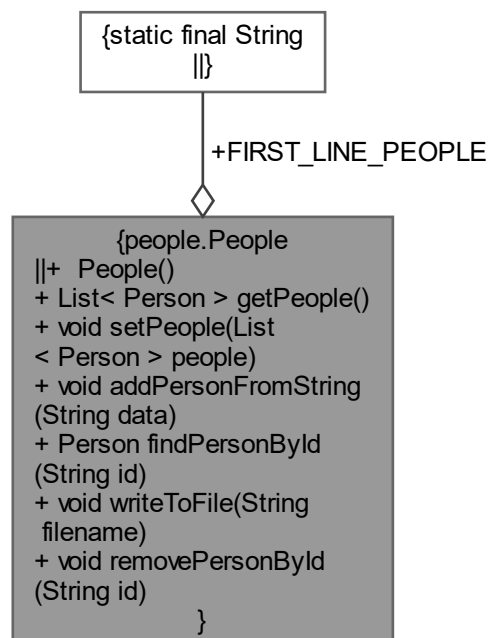 {static final String
||}
+FIRST_LINE_PEOPLE
{people.People
||+ People()
+ List< Person > getPeople()
+ void setPeople(List
< Person > people)
+ void addPersonFromString
(String data)
+ Person findPersonById
(String id)
+ void writeToFile(String
filename)
+ void removePersonById
(String id)
}